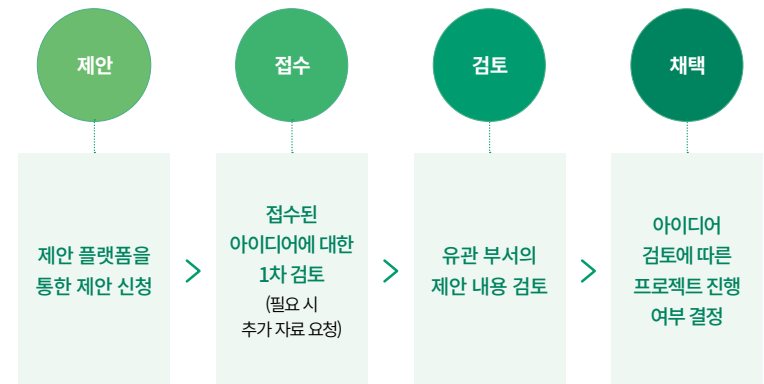 제안
접수
검토
채택
제안 플랫폼을
통한 제안 신청
접수된
아이디어에 대한
1차 검토
(필요 시
추가 자료 요청)
유관 부서의
제안 내용 검토
아이디어
검토에 따른
프로젝트 진행
여부 결정